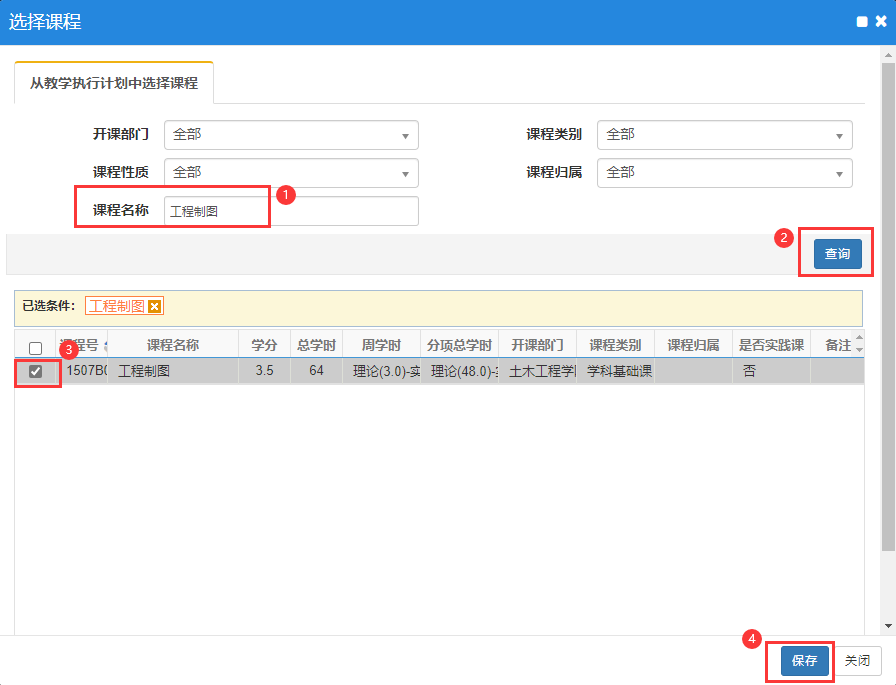 选择课程
从教学执行计划中选择课程
开课部门 全部 课程类别 全部
课程性质 全部 课程归属 全部
课程名称 工程制图 1
2 查询
已选条件: 工程制图
3 程号 课程名称 学分 总学时 周学时 分项总学时 开课部门 课程类别 课程归属 是否实践课 备注
1507B0 工程制图 3.5 64 理论(3.0)-实 理论(48.0)- 土木工程学 学科基础课 否
4
保存 关闭